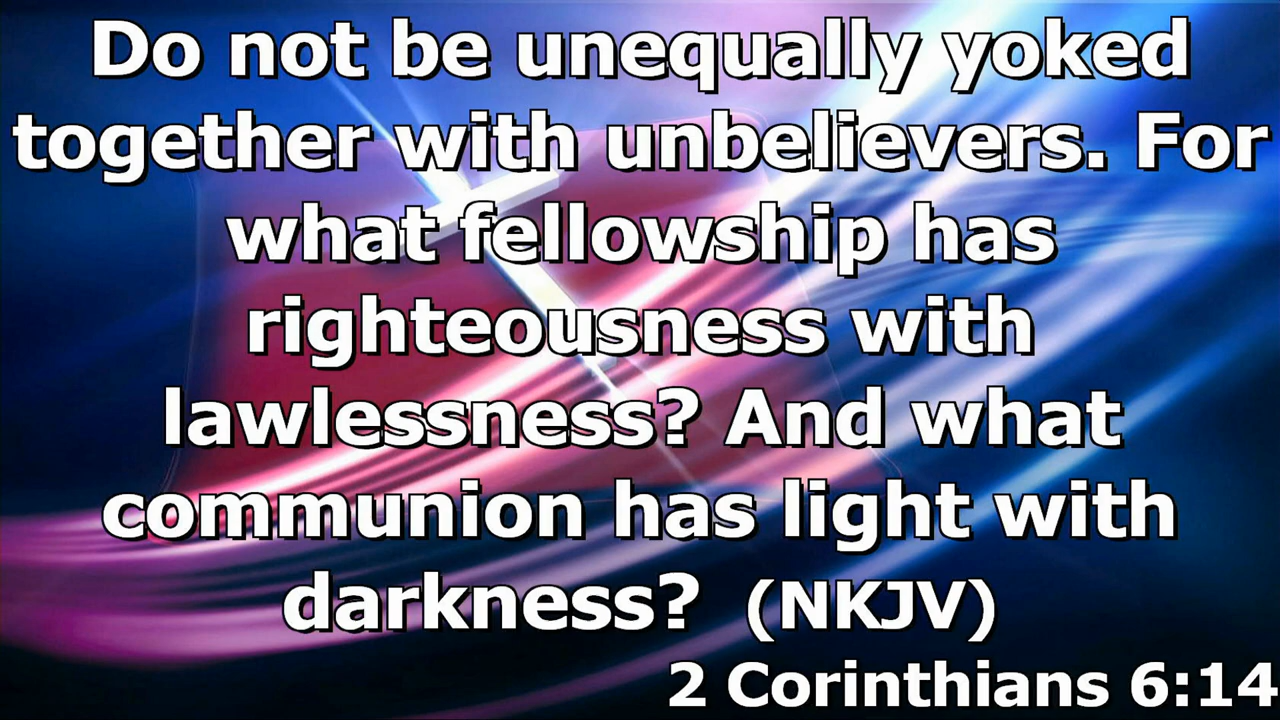 Do not be unequally yoked
together with unbelievers. For
what fellowship has
righteousness with
lawlessness? And what
communion has light with
darkness? (NKJV)
2 Corinthians 6:14